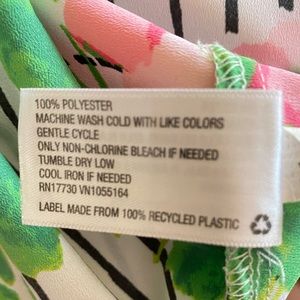 100% POLYESTER
MACHINE WASH COLD WITH LIKE COLORS
GENTLE CYCLE
ONLY NON-CHLORINE BLEACH IF NEEDED
TUMBLE DRY LOW
COOL IRON IF NEEDED
RN17730 VN1055164
LABEL MADE FROM 100% RECYCLED PLASTIC